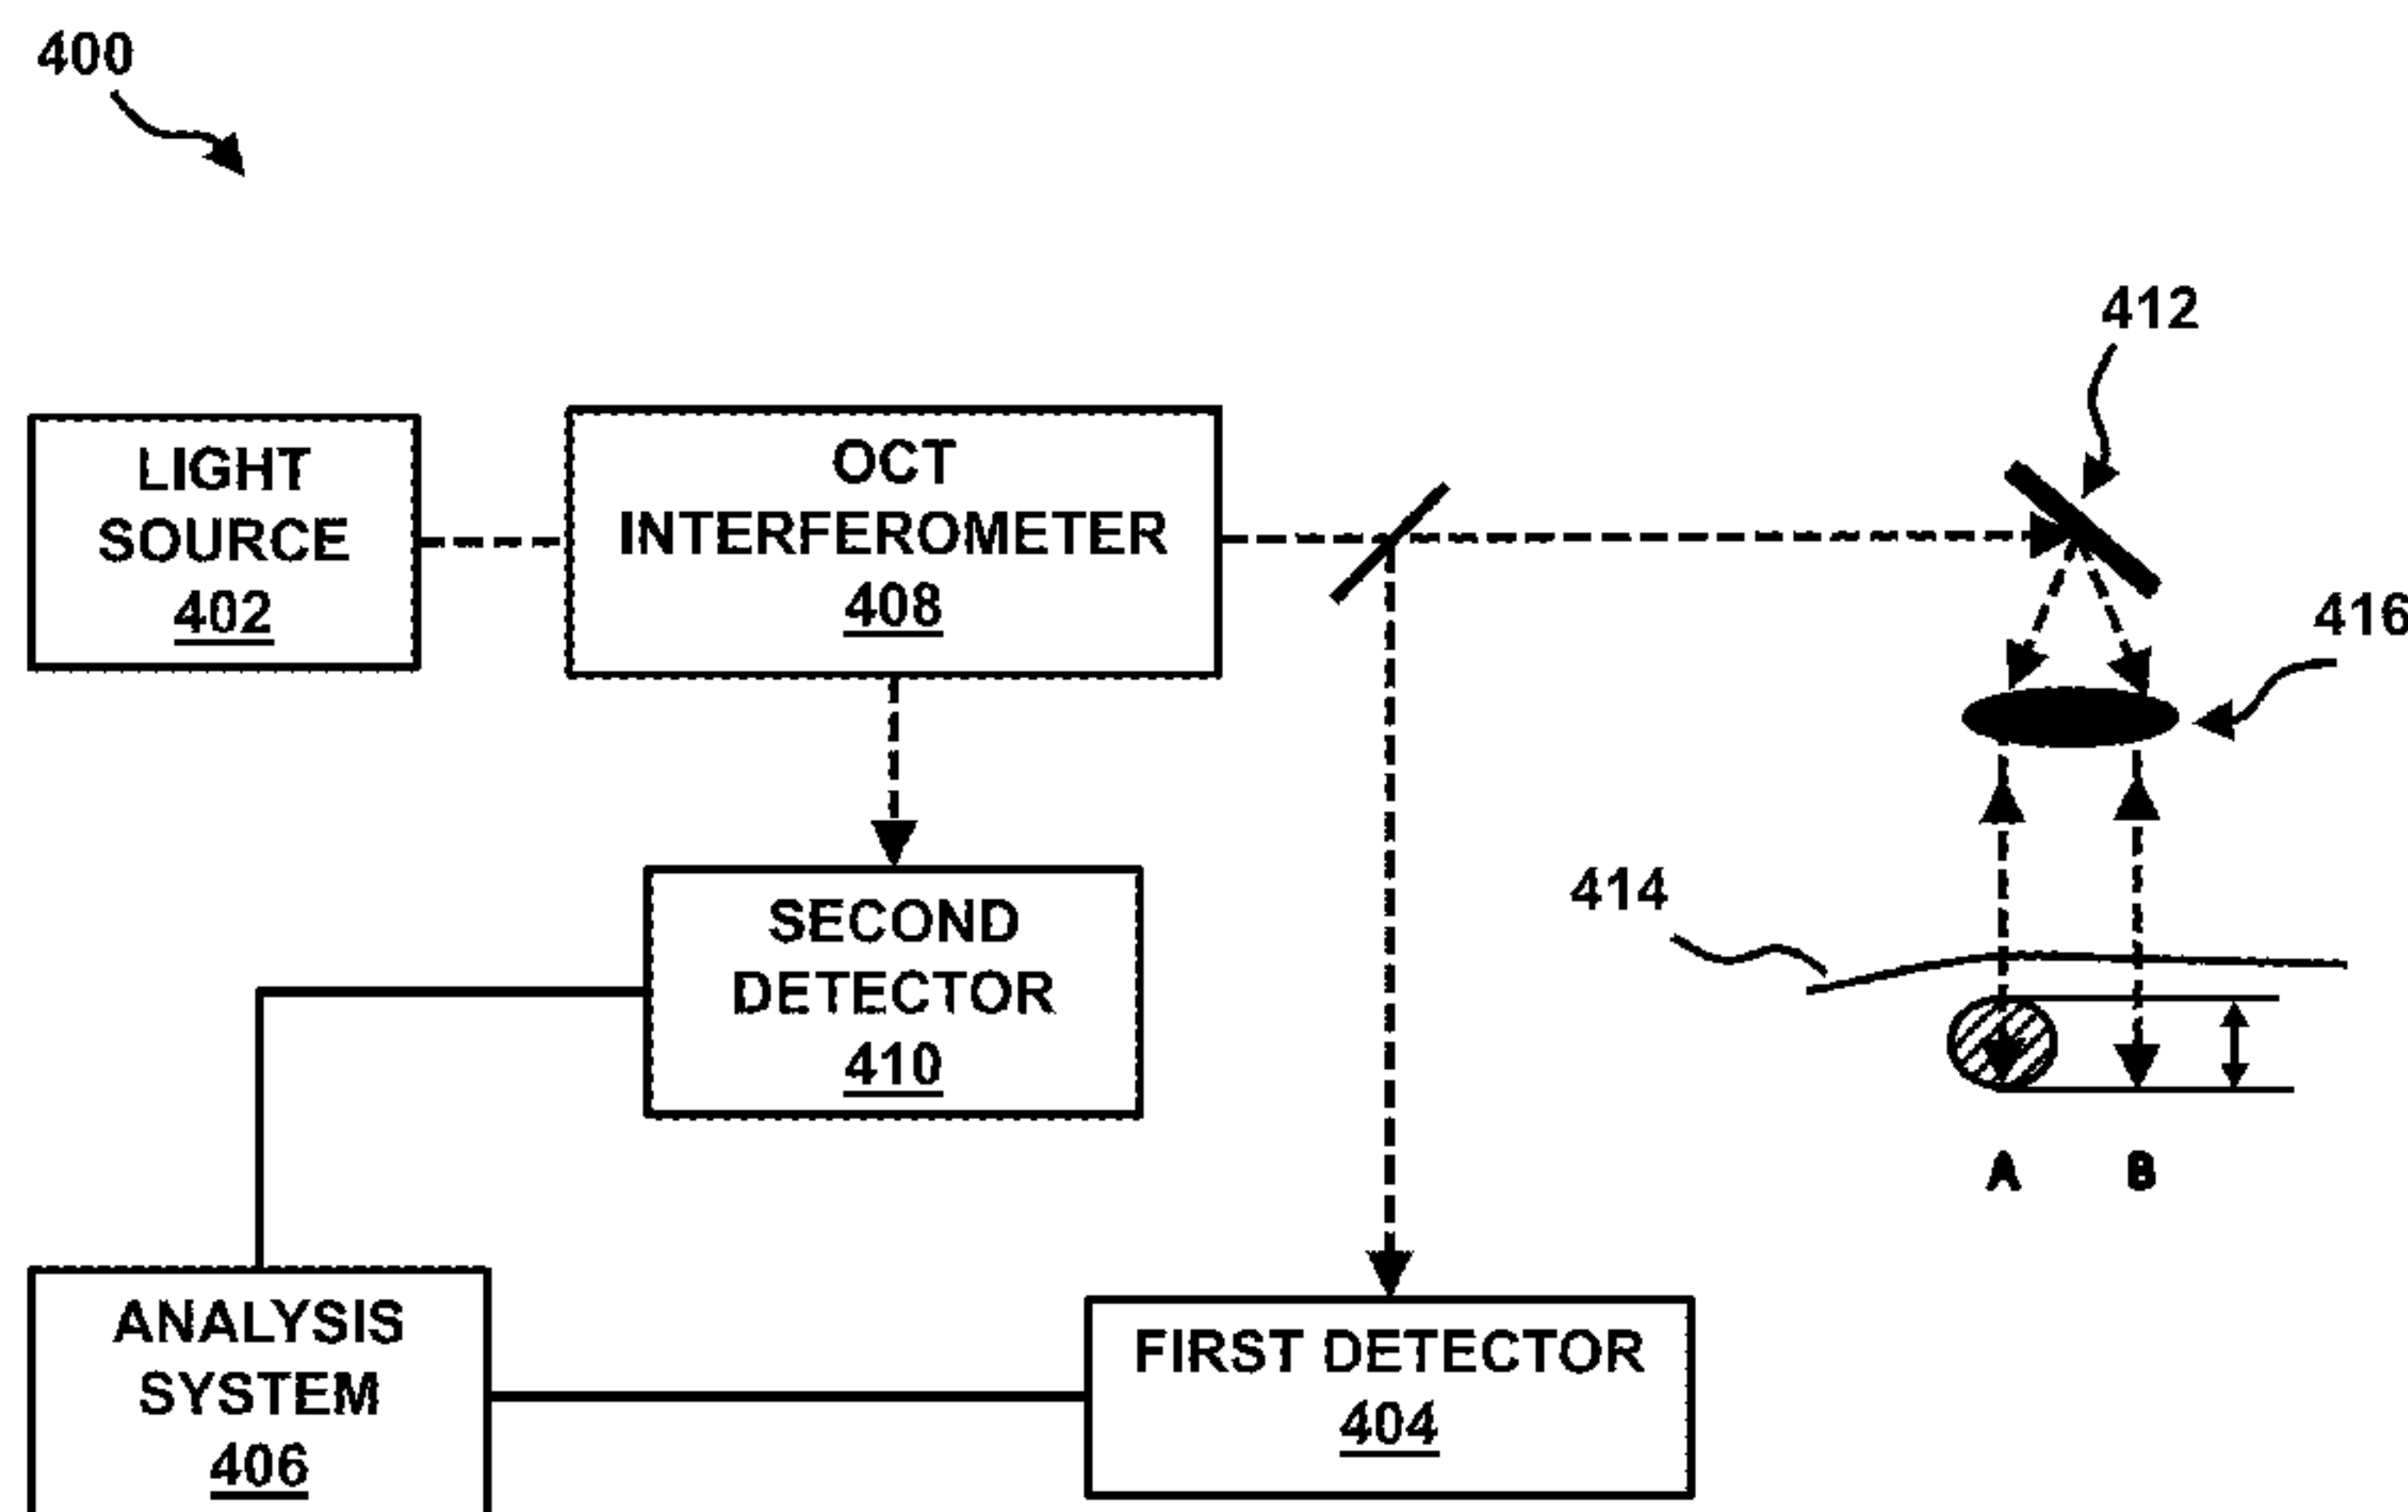 400
412
LIGHT
SOURCE
402
OCT
INTERFEROMETER
408
416
SECOND
DETECTOR
410
414
A
B
ANALYSIS
SYSTEM
406
FIRST DETECTOR
404